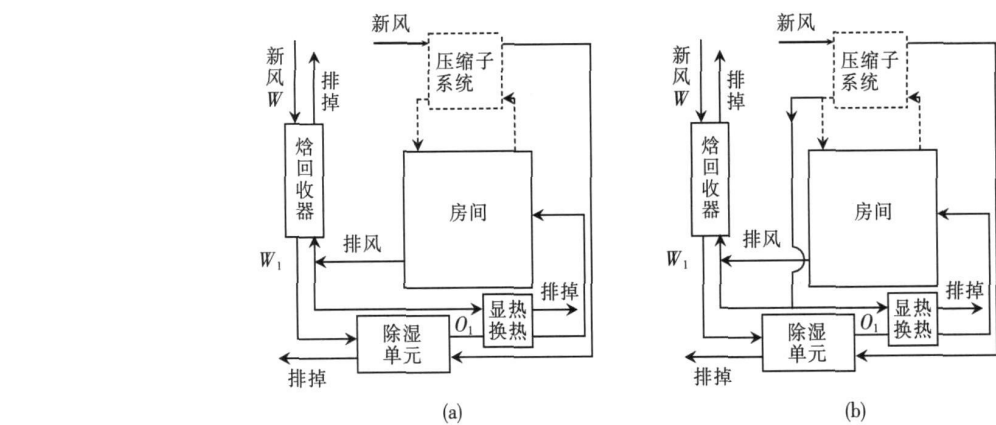 新风
新
风
W
排
掉
压缩子
系统
焓
回
收
器
房间
排风
W1
排掉
显热
换热
O1
除湿
单元
排掉
(a)
新风
新
风
W
排
掉
压缩子
系统
焓
回
收
器
房间
排风
W1
排掉
显热
换热
O1
除湿
单元
排掉
(b)